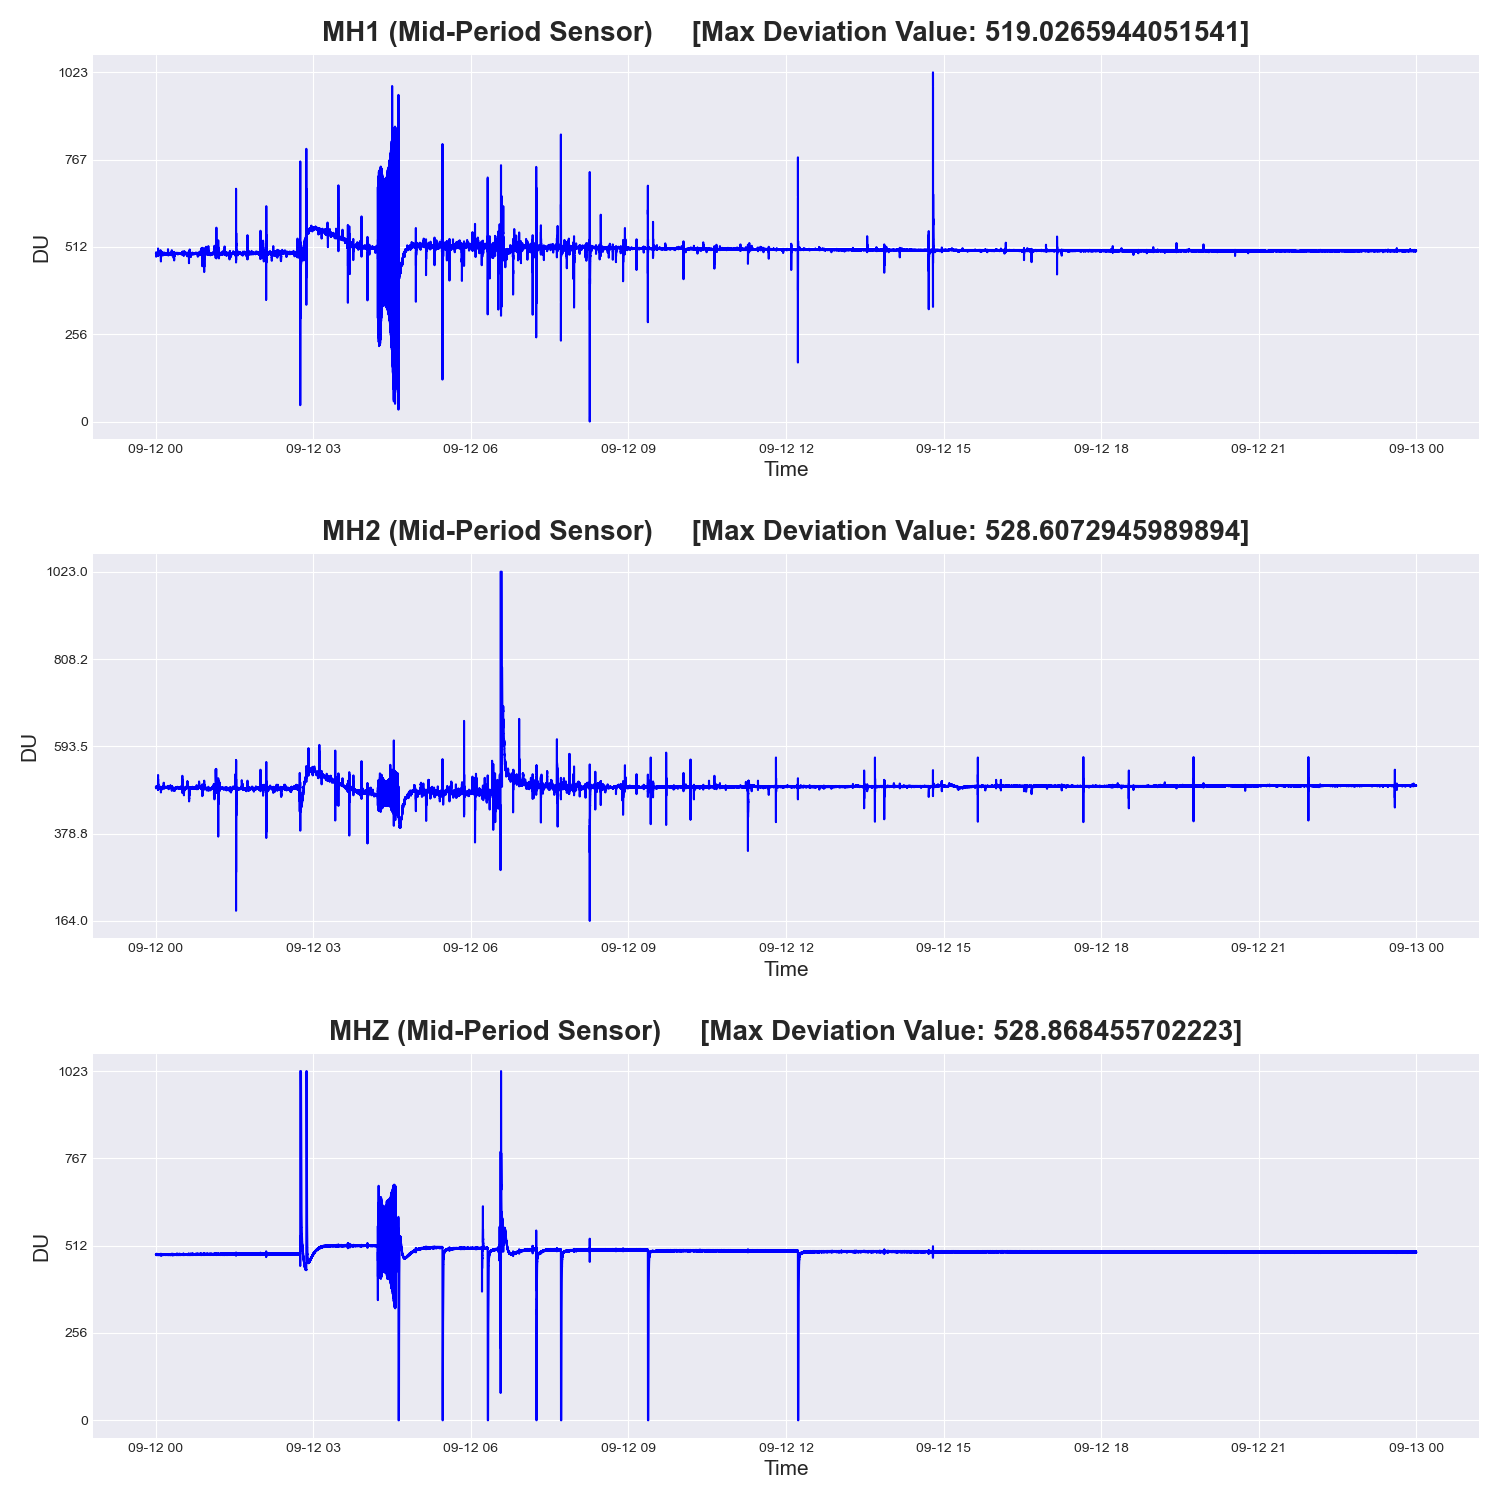 MH1 (Mid-Period Sensor) [Max Deviation Value: 519.0265944051541]
1023
767
512
256
0
DU
09-12 00 09-12 03 09-12 06 09-12 09 09-12 12 09-12 15 09-12 18 09-12 21 09-13 00
Time
MH2 (Mid-Period Sensor) [Max Deviation Value: 528.6072945989894]
1023.0
808.2
593.5
378.8
164.0
DU
09-12 00 09-12 03 09-12 06 09-12 09 09-12 12 09-12 15 09-12 18 09-12 21 09-13 00
Time
MHZ (Mid-Period Sensor) [Max Deviation Value: 528.868455702223]
1023
767
512
256
0
DU
09-12 00 09-12 03 09-12 06 09-12 09 09-12 12 09-12 15 09-12 18 09-12 21 09-13 00
Time